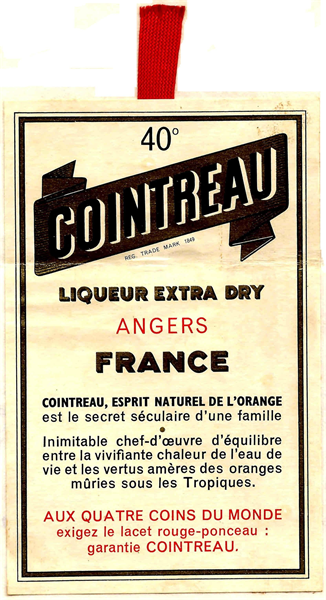 40°
COINTREAU
REG. TRADE MARK 1849
LIQUEUR EXTRA DRY
ANGERS
FRANCE
COINTREAU, ESPRIT NATUREL DE L'ORANGE
est le secret séculaire d'une famille
Inimitable chef-d'œuvre d'équilibre
entre la vivifiante chaleur de l'eau de
vie et les vertus amères des oranges
mûries sous les Tropiques.
AUX QUATRE COINS DU MONDE
exigez le lacet rouge-ponceau :
garantie COINTREAU.